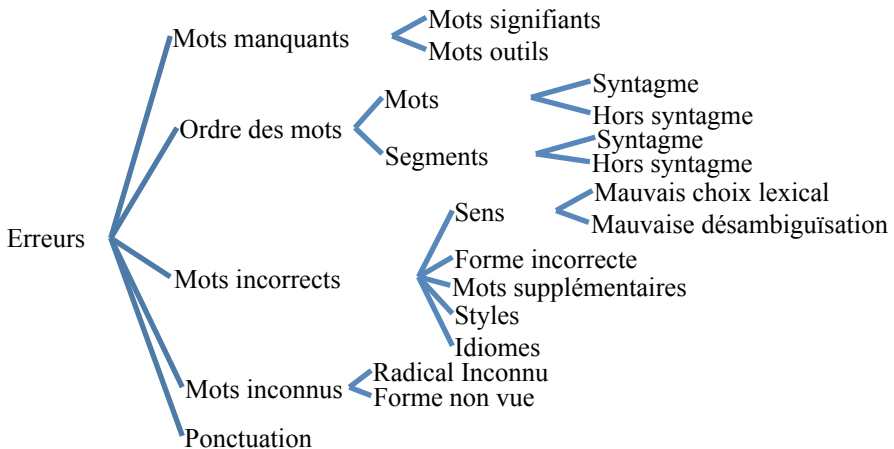 Mots signifiants
Mots manquants
Mots outils
Syntagme
Mots
Hors syntagme
Ordre des mots
Syntagme
Segments
Hors syntagme
Mauvais choix lexical
Sens
Mauvaise désambiguïsation
Erreurs
Forme incorrecte
Mots incorrects
Mots supplémentaires
Styles
Idiomes
Radical Inconnu
Mots inconnus
Forme non vue
Ponctuation